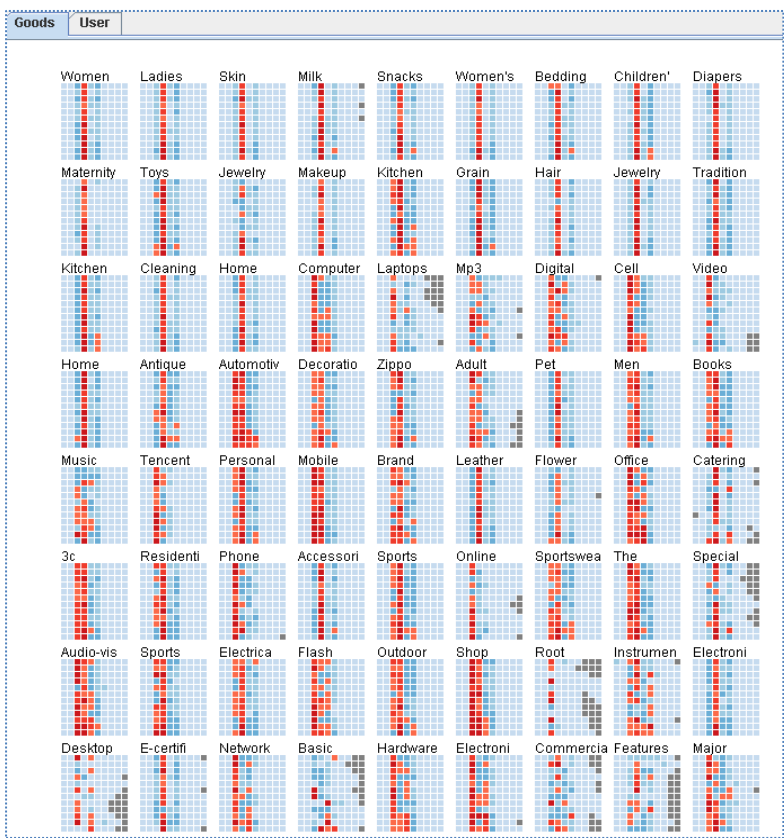 Goods User
Women Ladies Skin Milk Snacks Women's Bedding Children' Diapers
Maternity Toys Jewelry Makeup Kitchen Grain Hair Jewelry Tradition
Kitchen Cleaning Home Computer Laptops Mp3 Digital Cell Video
Home Antique Automotiv Decoratio Zippo Adult Pet Men Books
Music Tencent Personal Mobile Brand Leather Flower Office Catering
3c Residenti Phone Accessori Sports Online Sportswea The Special
Audio-vis Sports Electrica Flash Outdoor Shop Root Instrumen Electroni
Desktop E-certifi Network Basic Hardware Electroni Commercia Features Major